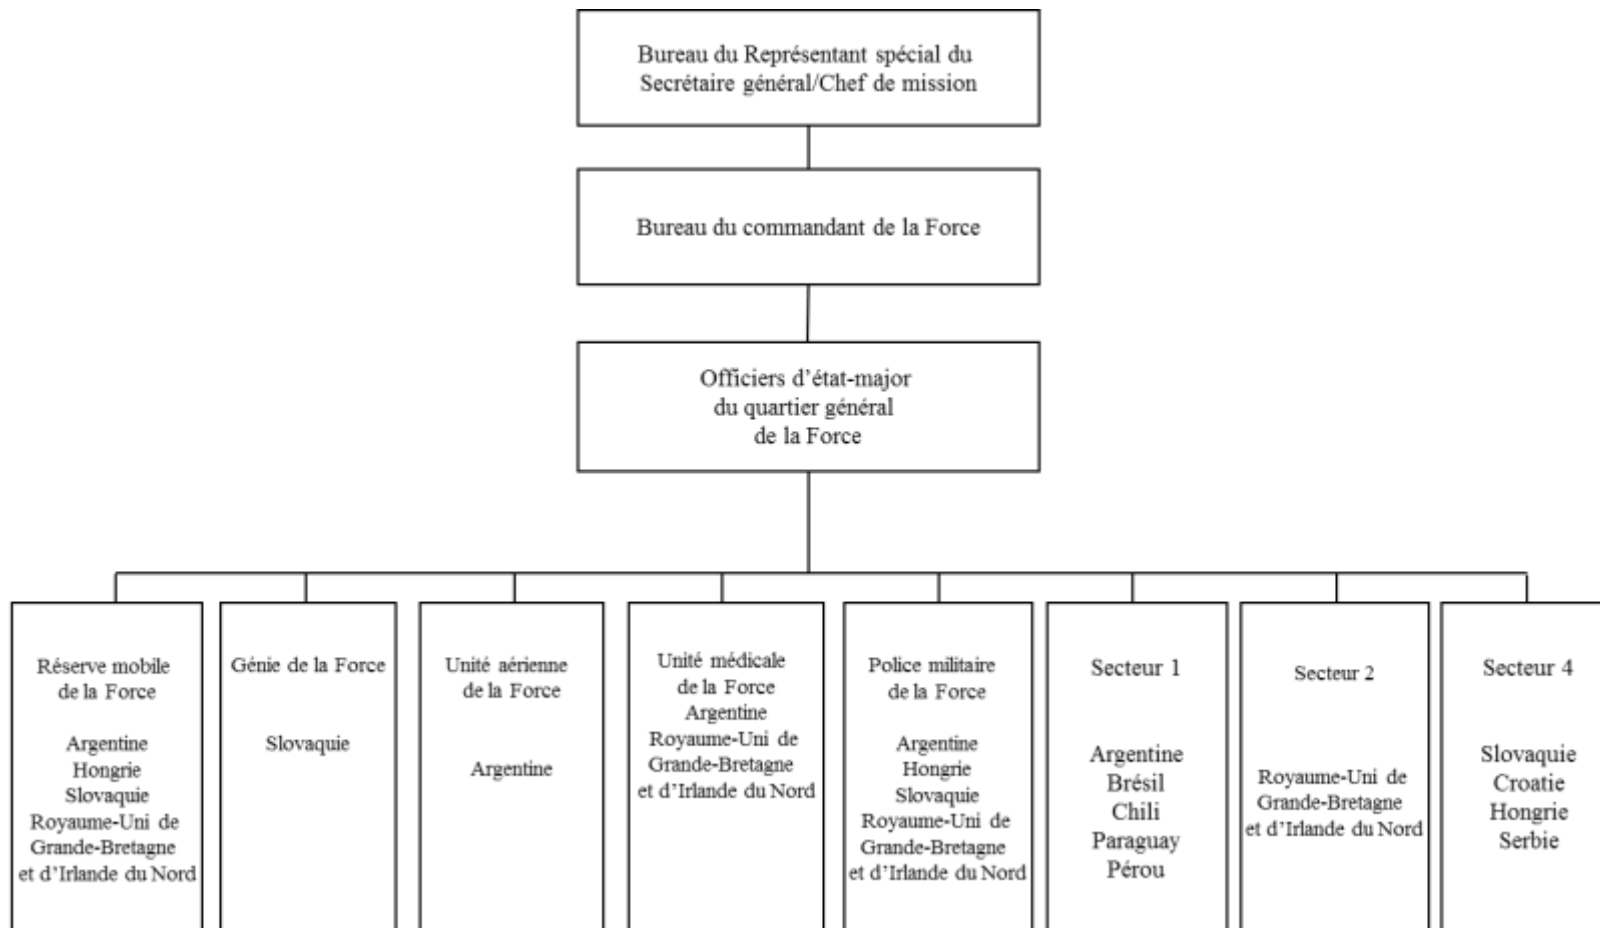 Bureau du Représentant spécial du
Secrétaire général/Chef de mission
Bureau du commandant de la Force
Officiers d’état-major
du quartier général
de la Force
Réserve mobile
de la Force
Argentine
Hongrie
Slovaquie
Royaume-Uni de
Grande-Bretagne
et d’Irlande du Nord
Génie de la Force
Slovaquie
Unité aérienne
de la Force
Argentine
Unité médicale
de la Force
Argentine
Royaume-Uni de
Grande-Bretagne
et d’Irlande du Nord
Police militaire
de la Force
Argentine
Hongrie
Slovaquie
Royaume-Uni de
Grande-Bretagne
et d’Irlande du Nord
Secteur 1
Argentine
Brésil
Chili
Paraguay
Pérou
Secteur 2
Royaume-Uni de
Grande-Bretagne
et d’Irlande du Nord
Secteur 4
Slovaquie
Croatie
Hongrie
Serbie